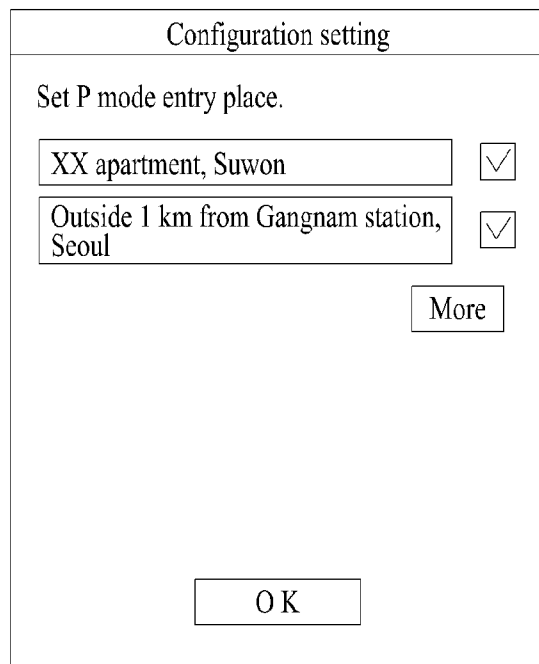 Configuration setting
Set P mode entry place.
XX apartment, Suwon
Outside 1 km from Gangnam station,
Seoul
More
O K